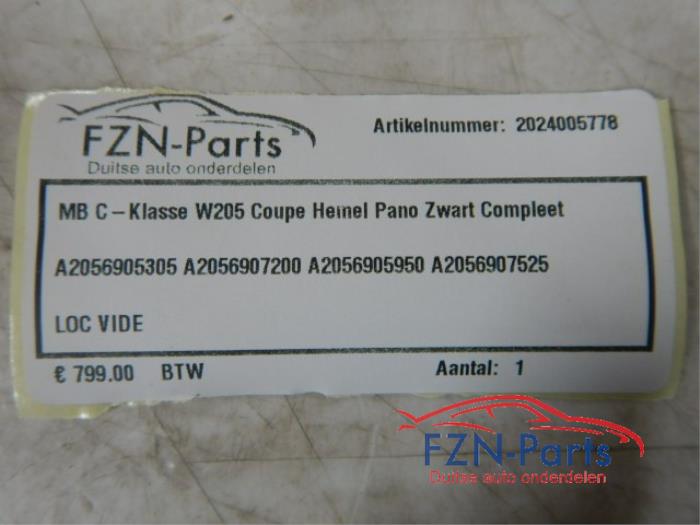 FZN-Parts
Duitse auto onderdelen
Artikelnummer: 2024005778
MB C-Klasse W205 Coupe Hemel Pano Zwart Compleet
A2056905305 A2056907200 A2056905950 A2056907525
LOC VIDE
€ 799.00 BTW Aantal: 1
FZN-Parts
Duitse auto onderdelen